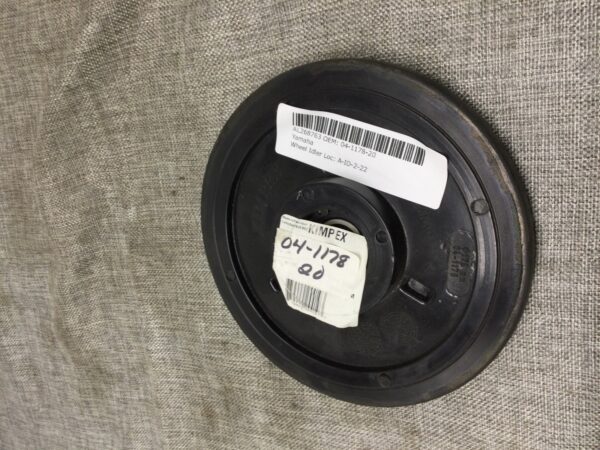 RL268763 OEM: 04-1178-20
Yamaha
Wheel Idler Loc: A-ID-2-22
KIMPEX
04-1178
20